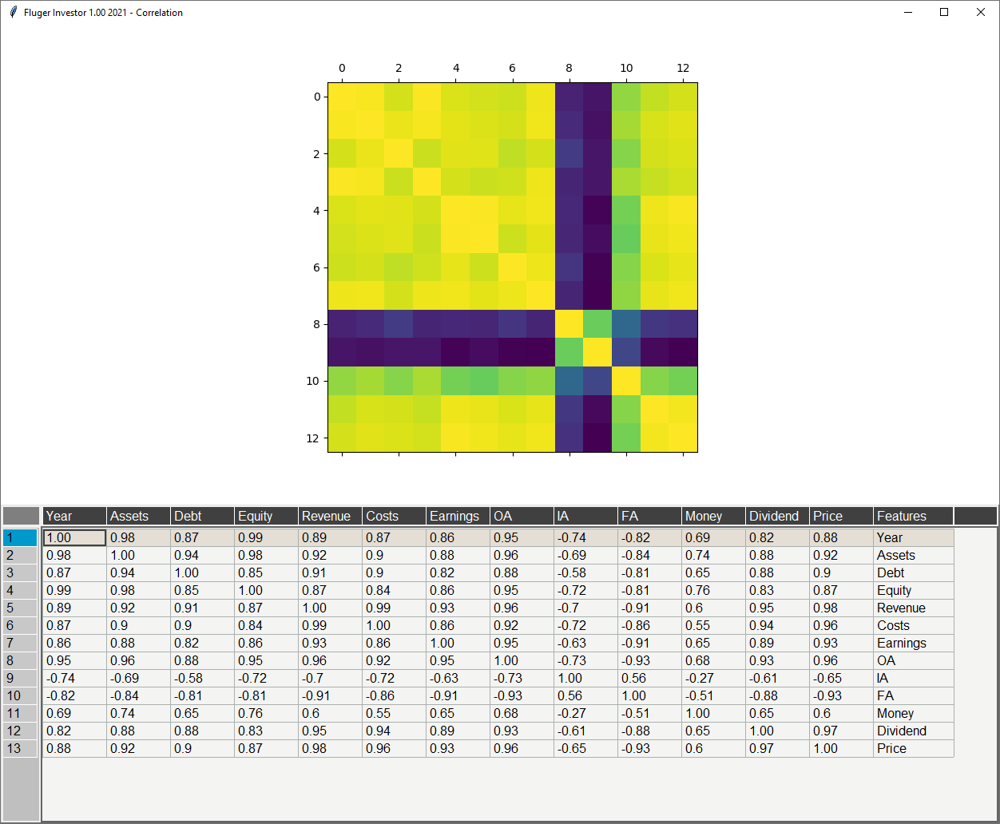 Fluger Investor 1.00 2021 - Correlation
0 2 4 6 8 10 12
0
2
4
6
8
10
12
Year Assets Debt Equity Revenue Costs Earnings OA IA FA Money Dividend Price Features
1 1.00 0.98 0.87 0.99 0.89 0.87 0.86 0.95 -0.74 -0.82 0.69 0.82 0.88 Year
2 0.98 1.00 0.94 0.98 0.92 0.9 0.88 0.96 -0.69 -0.84 0.74 0.88 0.92 Assets
3 0.87 0.94 1.00 0.85 0.91 0.9 0.82 0.88 -0.58 -0.81 0.65 0.88 0.9 Debt
4 0.99 0.98 0.85 1.00 0.87 0.84 0.86 0.95 -0.72 -0.81 0.76 0.83 0.87 Equity
5 0.89 0.92 0.91 0.87 1.00 0.99 0.93 0.96 -0.7 -0.91 0.6 0.95 0.98 Revenue
6 0.87 0.9 0.9 0.84 0.99 1.00 0.86 0.92 -0.72 -0.86 0.55 0.94 0.96 Costs
7 0.86 0.88 0.82 0.86 0.93 0.86 1.00 0.95 -0.63 -0.91 0.65 0.89 0.93 Earnings
8 0.95 0.96 0.88 0.95 0.96 0.92 0.95 1.00 -0.73 -0.93 0.68 0.93 0.96 OA
9 -0.74 -0.69 -0.58 -0.72 -0.7 -0.72 -0.63 -0.73 1.00 0.56 -0.27 -0.61 -0.65 IA
10 -0.82 -0.84 -0.81 -0.81 -0.91 -0.86 -0.91 -0.93 0.56 1.00 -0.51 -0.88 -0.93 FA
11 0.69 0.74 0.65 0.76 0.6 0.55 0.65 0.68 -0.27 -0.51 1.00 0.65 0.6 Money
12 0.82 0.88 0.88 0.83 0.95 0.94 0.89 0.93 -0.61 -0.88 0.65 1.00 0.97 Dividend
13 0.88 0.92 0.9 0.87 0.98 0.96 0.93 0.96 -0.65 -0.93 0.6 0.97 1.00 Price